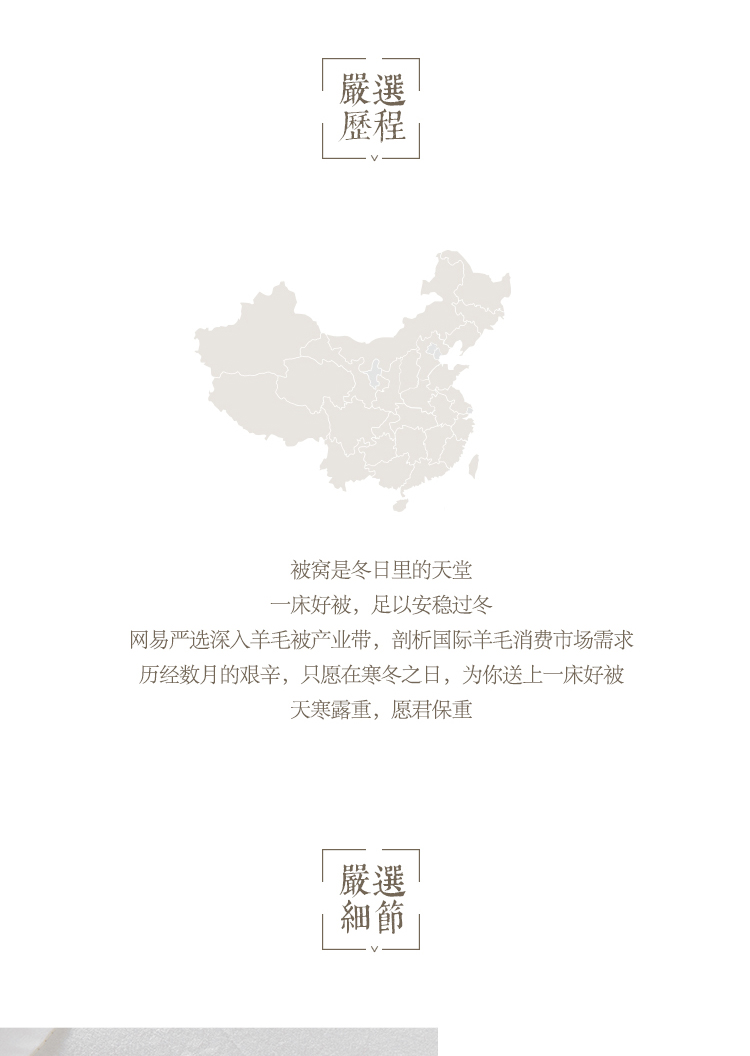 嚴選
歷程
被窝是冬日里的天堂
一床好被，足以安稳过冬
网易严选深入羊毛被产业带，剖析国际羊毛消费市场需求
历经数月的艰辛，只愿在寒冬之日，为你送上一床好被
天寒露重，愿君保重
嚴選
細節